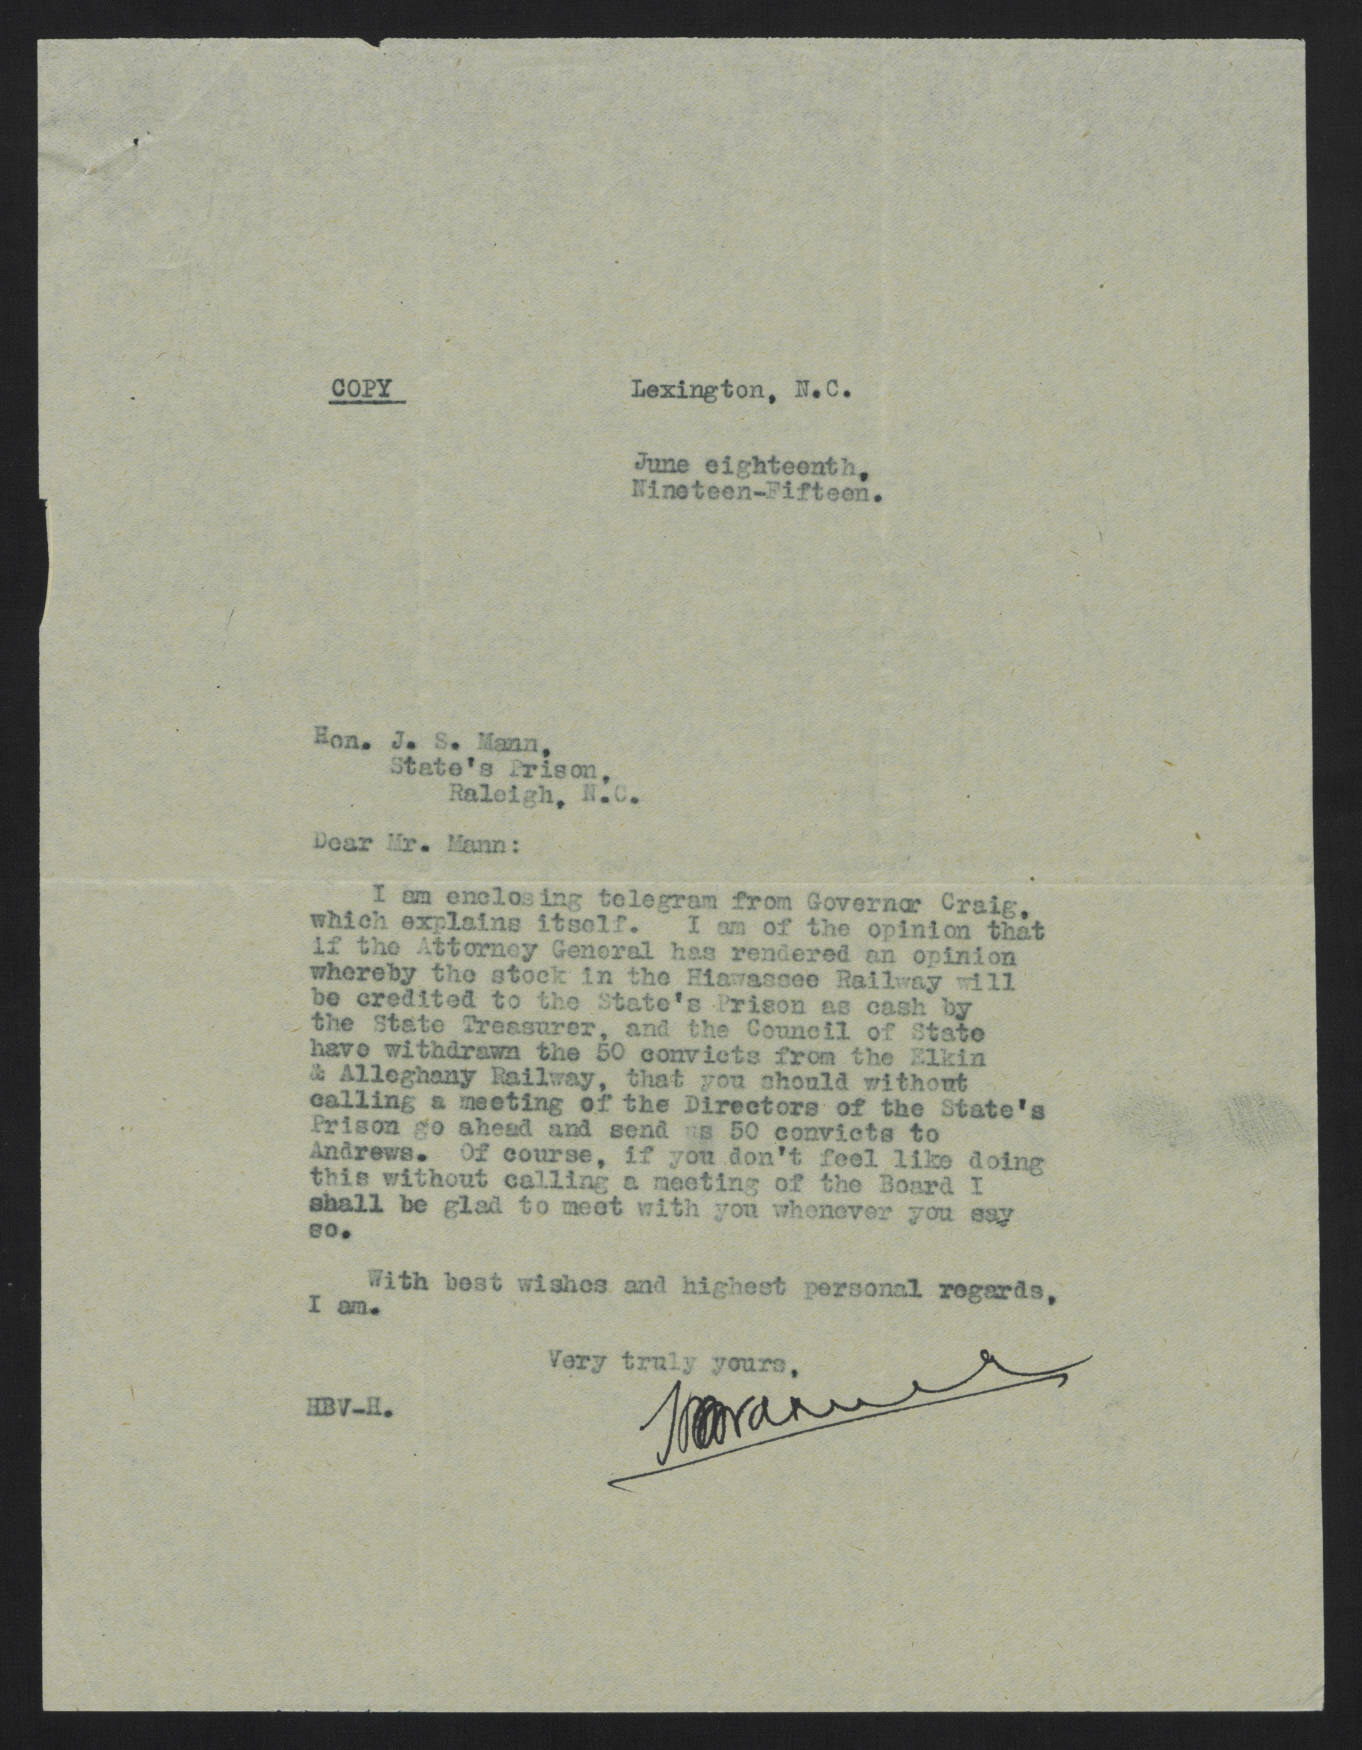 COPY
Lexington, N.C.
June eighteenth,
Nineteen-Fifteen.
Hon. J. S. Mann,
State's Prison,
Raleigh, N.C.
Dear Mr. Mann:
I am enclosing telegram from Governor Craig,
which explains itself. I am of the opinion that
if the Attorney General has rendered an opinion
whereby the stock in the Hiawassee Railway will
be credited to the State's Prison as cash by
the State Treasurer, and the Council of State
have withdrawn the 50 convicts from the Elkin
& Alleghany Railway, that you should without
calling a meeting of the Directors of the State's
Prison go ahead and send us 50 convicts to
Andrews. Of course, if you don't feel like doing
this without calling a meeting of the Board I
shall be glad to meet with you whenever you say
so.
With best wishes and highest personal regards,
I am.
Very truly yours,
HBV-H.